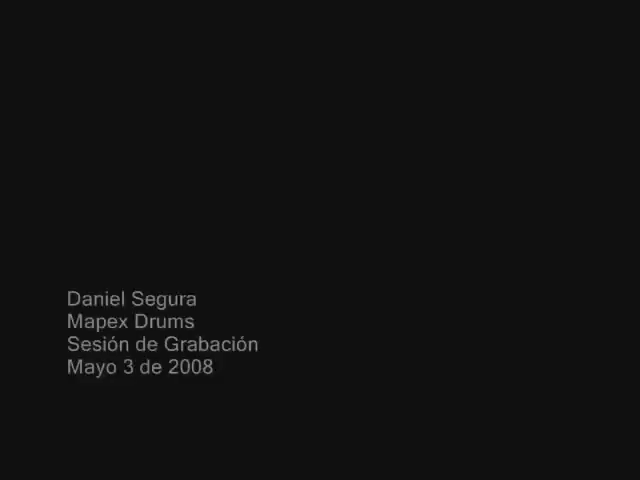 Daniel Segura
Mapex Drums
Sesión de Grabación
Mayo 3 de 2008